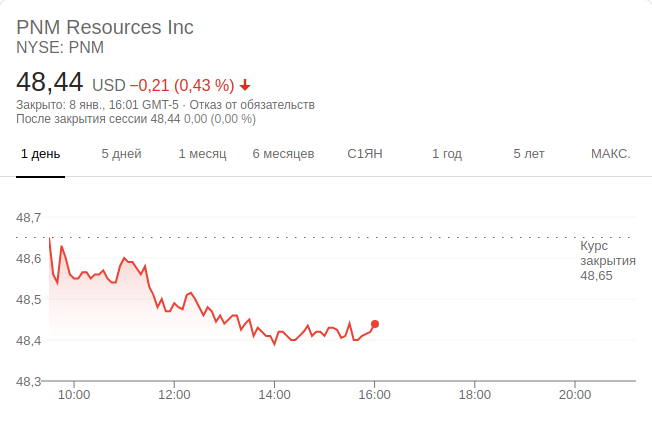 PNM Resources Inc
NYSE: PNM
48,44 USD −0,21 (0,43 %)
Закрыто: 8 янв., 16:01 GMT-5 · Отказ от обязательств
После закрытия сессии 48,44 0,00 (0,00 %)
1 день 5 дней 1 месяц 6 месяцев С1ЯН 1 год 5 лет МАКС.
48,7
Курс
48,6 закрытия
48,65
48,5
48,4
48,3
10:00 12:00 14:00 16:00 18:00 20:00